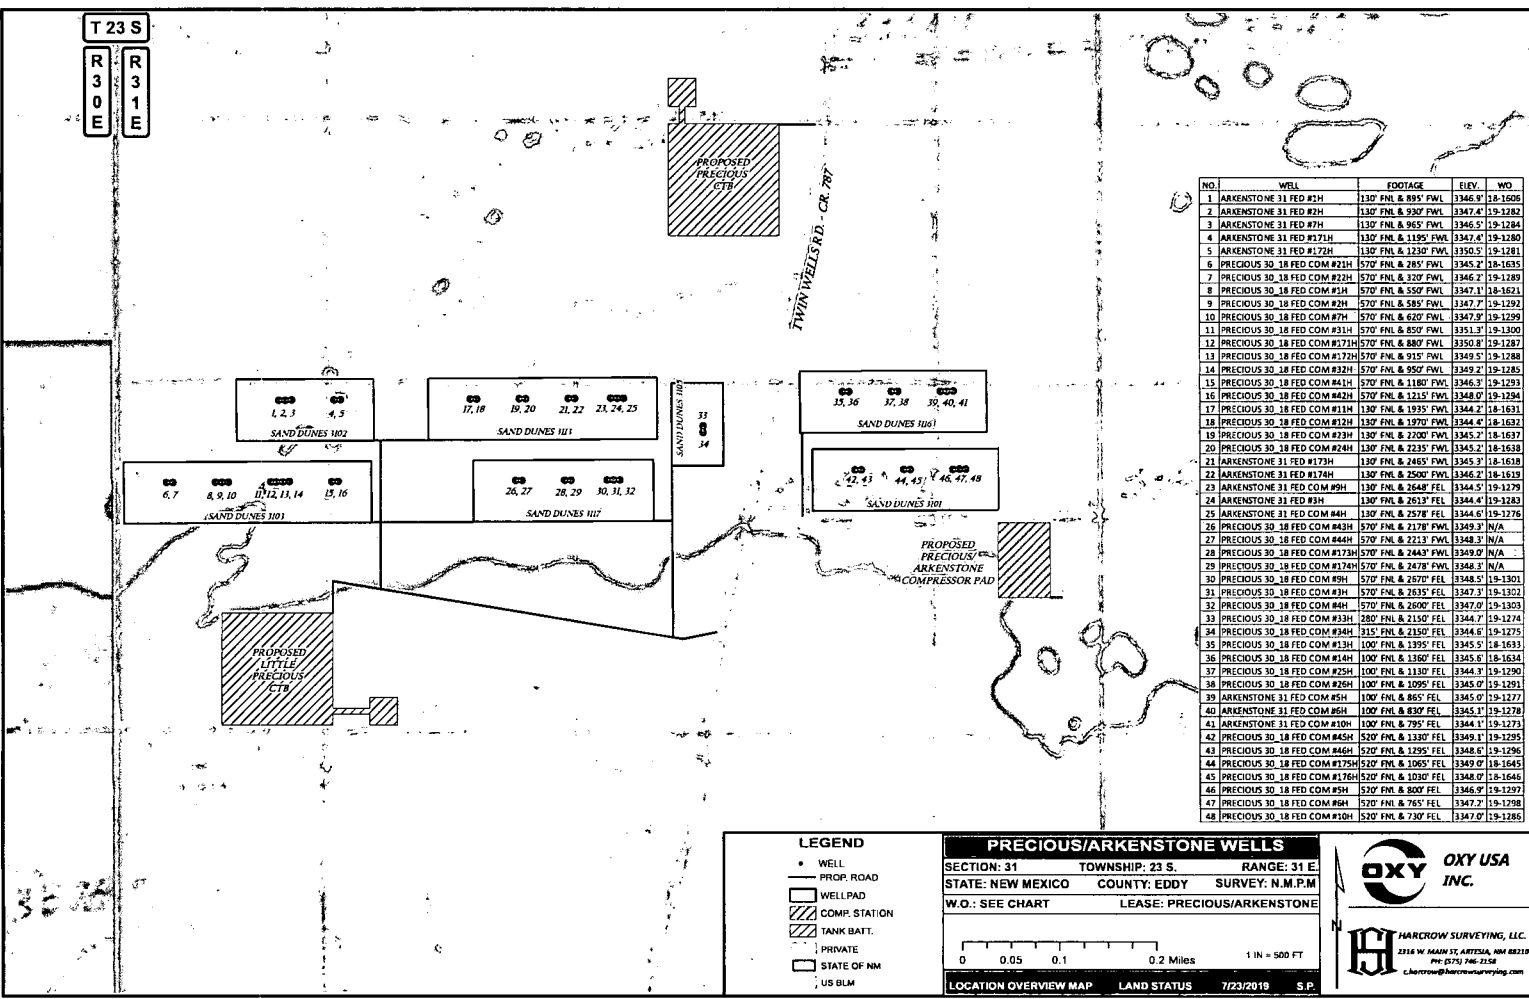 T 23 S
R30E
R31E
PROPOSED
PRECIOUS
CTB
TWIN WELLS RD. - CR. 787
1, 2, 3
4, 5
SAND DUNES 3102
17, 18
19, 20
21, 22
23, 24, 25
SAND DUNES 3113
33
34
35, 36
37, 38
39, 40, 41
6, 7
8, 9, 10
11, 12, 13, 14
15, 16
SAND DUNES 3103
26, 27
28, 29
30, 31, 32
SAND DUNES 3117
42, 43
44, 45
46, 47, 48
SAND DUNES 3101
PROPOSED
PRECIOUS/
ARKENSTONE
COMPRESSOR PAD
PROPOSED
LITTLE
PRECIOUS
CTB
NO. WELL FOOTAGE ELEV. WO
1 ARKENSTONE 31 FED #1H 130' FNL & 895' FWL 3346.9' 18-1606
2 ARKENSTONE 31 FED #2H 130' FNL & 930' FWL 3347.4' 19-1282
3 ARKENSTONE 31 FED #7H 130' FNL & 965' FWL 3346.5' 19-1284
4 ARKENSTONE 31 FED #171H 130' FNL & 1195' FWL 3347.4' 19-1280
5 ARKENSTONE 31 FED #172H 130' FNL & 1230' FWL 3350.5' 19-1281
6 PRECIOUS 30_18 FED COM #21H 570' FNL & 285' FWL 3345.2' 18-1635
7 PRECIOUS 30_18 FED COM #22H 570' FNL & 320' FWL 3346.2' 19-1289
8 PRECIOUS 30_18 FED COM #1H 570' FNL & 550' FWL 3347.1' 18-1621
9 PRECIOUS 30_18 FED COM #2H 570' FNL & 585' FWL 3347.7' 19-1292
10 PRECIOUS 30_18 FED COM #7H 570' FNL & 620' FWL 3347.9' 19-1299
11 PRECIOUS 30_18 FED COM #31H 570' FNL & 850' FWL 3351.3' 19-1300
12 PRECIOUS 30_18 FED COM #171H 570' FNL & 880' FWL 3350.8' 19-1287
13 PRECIOUS 30_18 FED COM #172H 570' FNL & 915' FWL 3349.5' 19-1288
14 PRECIOUS 30_18 FED COM #32H 570' FNL & 950' FWL 3349.2' 19-1285
15 PRECIOUS 30_18 FED COM #41H 570' FNL & 1180' FWL 3346.3' 19-1293
16 PRECIOUS 30_18 FED COM #42H 570' FNL & 1215' FWL 3348.0' 19-1294
17 PRECIOUS 30_18 FED COM #11H 130' FNL & 1935' FWL 3344.2' 18-1631
18 PRECIOUS 30_18 FED COM #12H 130' FNL & 1970' FWL 3344.4' 18-1632
19 PRECIOUS 30_18 FED COM #23H 130' FNL & 2200' FWL 3345.2' 18-1637
20 PRECIOUS 30_18 FED COM #24H 130' FNL & 2235' FWL 3345.2' 18-1638
21 ARKENSTONE 31 FED #173H 130' FNL & 2465' FWL 3345.3' 18-1618
22 ARKENSTONE 31 FED #174H 130' FNL & 2500' FWL 3346.2' 18-1619
23 ARKENSTONE 31 FED COM #9H 130' FNL & 2648' FEL 3344.5' 19-1279
24 ARKENSTONE 31 FED #3H 130' FNL & 2613' FEL 3344.4' 19-1283
25 ARKENSTONE 31 FED COM #4H 130' FNL & 2578' FEL 3344.6' 19-1276
26 PRECIOUS 30_18 FED COM #43H 570' FNL & 2178' FWL 3349.3' N/A
27 PRECIOUS 30_18 FED COM #44H 570' FNL & 2213' FWL 3348.3' N/A
28 PRECIOUS 30_18 FED COM #173H 570' FNL & 2443' FWL 3349.0' N/A
29 PRECIOUS 30_18 FED COM #174H 570' FNL & 2478' FWL 3348.3' N/A
30 PRECIOUS 30_18 FED COM #9H 570' FNL & 2670' FEL 3348.5' 19-1301
31 PRECIOUS 30_18 FED COM #3H 570' FNL & 2635' FEL 3347.3' 19-1302
32 PRECIOUS 30_18 FED COM #4H 570' FNL & 2600' FEL 3347.0' 19-1303
33 PRECIOUS 30_18 FED COM #33H 280' FNL & 2150' FEL 3344.7' 19-1274
34 PRECIOUS 30_18 FED COM #34H 315' FNL & 2150' FEL 3344.6' 19-1275
35 PRECIOUS 30_18 FED COM #13H 100' FNL & 1395' FEL 3345.5' 18-1633
36 PRECIOUS 30_18 FED COM #14H 100' FNL & 1360' FEL 3345.6' 18-1634
37 PRECIOUS 30_18 FED COM #25H 100' FNL & 1130' FEL 3344.3' 19-1290
38 PRECIOUS 30_18 FED COM #26H 100' FNL & 1095' FEL 3345.0' 19-1291
39 ARKENSTONE 31 FED COM #5H 100' FNL & 865' FEL 3345.0' 19-1277
40 ARKENSTONE 31 FED COM #6H 100' FNL & 830' FEL 3345.1' 19-1278
41 ARKENSTONE 31 FED COM #10H 100' FNL & 795' FEL 3344.1' 19-1273
42 PRECIOUS 30_18 FED COM #45H 520' FNL & 1330' FEL 3349.1' 19-1295
43 PRECIOUS 30_18 FED COM #46H 520' FNL & 1295' FEL 3348.6' 19-1296
44 PRECIOUS 30_18 FED COM #175H 520' FNL & 1065' FEL 3349.0' 18-1645
45 PRECIOUS 30_18 FED COM #176H 520' FNL & 1030' FEL 3348.0' 18-1646
46 PRECIOUS 30_18 FED COM #5H 520' FNL & 800' FEL 3346.9' 19-1297
47 PRECIOUS 30_18 FED COM #6H 520' FNL & 765' FEL 3347.2' 19-1298
48 PRECIOUS 30_18 FED COM #10H 520' FNL & 730' FEL 3347.0' 19-1286
LEGEND
WELL
PROP. ROAD
WELLPAD
COMP. STATION
TANK BATT.
PRIVATE
STATE OF NM
US BLM
PRECIOUS/ARKENSTONE WELLS
SECTION: 31 TOWNSHIP: 23 S. RANGE: 31 E.
STATE: NEW MEXICO COUNTY: EDDY SURVEY: N.M.P.M
W.O.: SEE CHART LEASE: PRECIOUS/ARKENSTONE
0 0.05 0.1 0.2 Miles 1 IN = 500 FT
LOCATION OVERVIEW MAP LAND STATUS 7/23/2019 S.P.
N
OXY
OXY USA
INC.
HARCROW SURVEYING, LLC.
2316 W. MAIN ST, ARTESIA, NM 88210
PH: (575) 746-2158
c.harcrow@harcrowsurveying.com